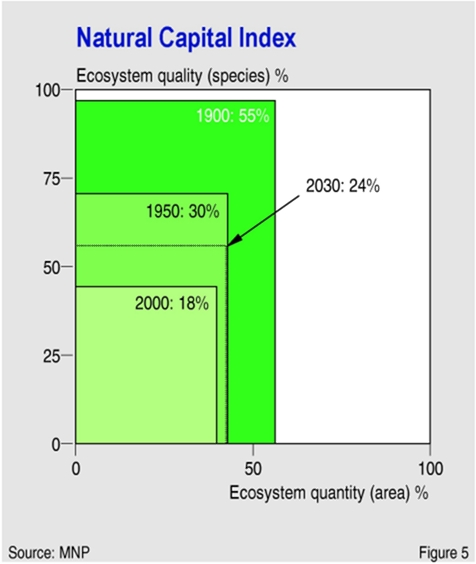 Natural Capital Index
Ecosystem quality (species) %
100
1900: 55%
75
2030: 24%
1950: 30%
50
2000: 18%
25
0
0 50 100
Ecosystem quantity (area) %
Source: MNP Figure 5